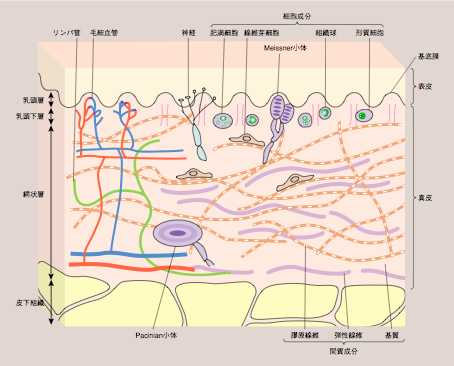 細胞成分
リンパ管 毛細血管 神経 肥満細胞 線維芽細胞 組織球 形質細胞
Meissner小体
基底膜
表皮
乳頭層
乳頭下層
網状層
真皮
皮下組織
Pacinian小体
膠原線維 弾性線維 基質
間質成分